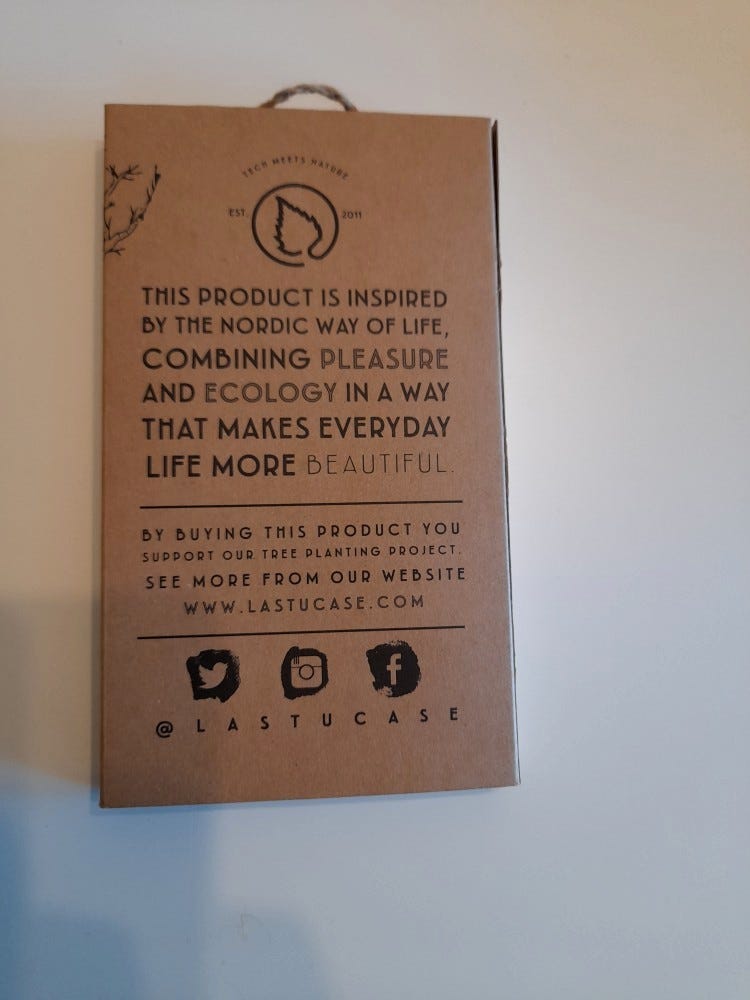 TECH MEETS NATURE
EST. 2011
THIS PRODUCT IS INSPIRED
BY THE NORDIC WAY OF LIFE,
COMBINING PLEASURE
AND ECOLOGY IN A WAY
THAT MAKES EVERYDAY
LIFE MORE BEAUTIFUL.
BY BUYING THIS PRODUCT YOU
SUPPORT OUR TREE PLANTING PROJECT.
SEE MORE FROM OUR WEBSITE
WWW.LASTUCASE.COM
@LASTUCASE